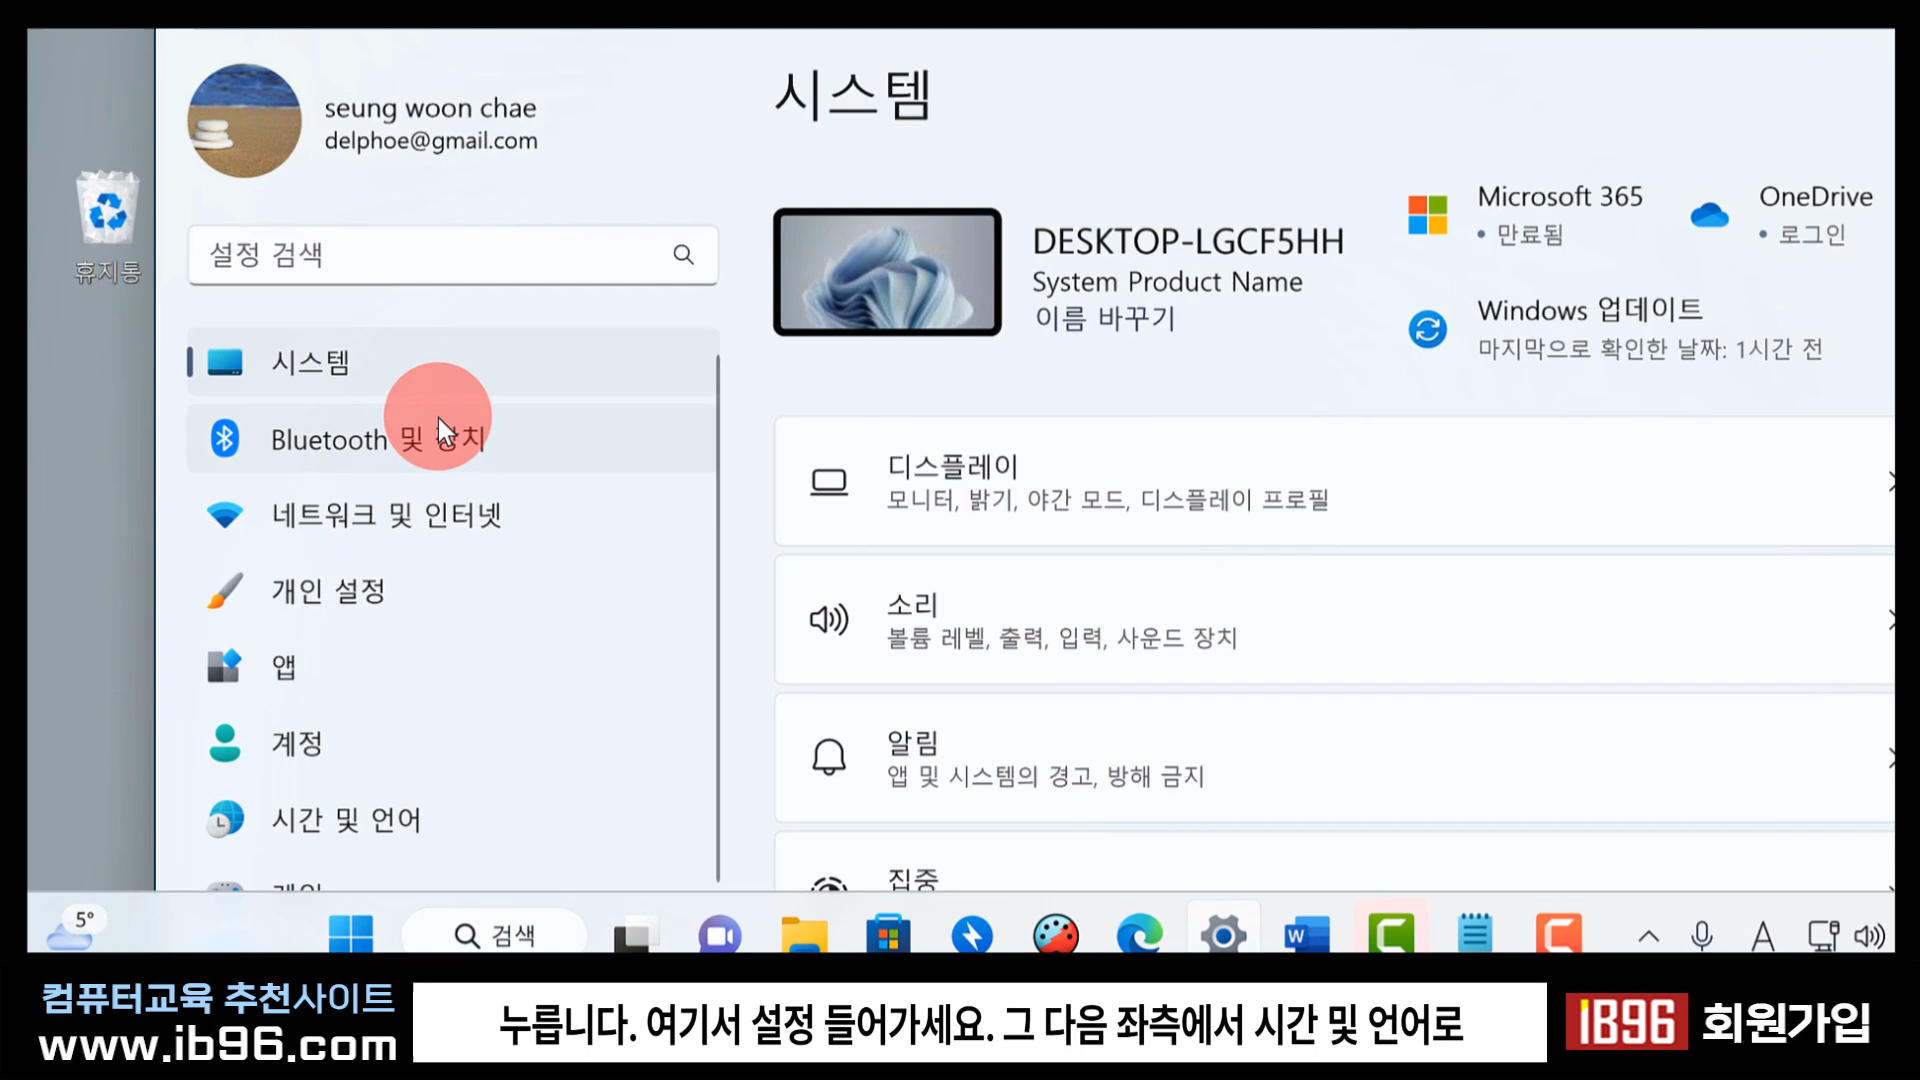 seung woon chae
delphoe@gmail.com
휴지통
설정 검색
시스템
Bluetooth 및 장치
네트워크 및 인터넷
개인 설정
앱
계정
시간 및 언어
게임
시스템
DESKTOP-LGCF5HH
System Product Name
이름 바꾸기
Microsoft 365
• 만료됨
OneDrive
• 로그인
Windows 업데이트
마지막으로 확인한 날짜: 1시간 전
디스플레이
모니터, 밝기, 야간 모드, 디스플레이 프로필
소리
볼륨 레벨, 출력, 입력, 사운드 장치
알림
앱 및 시스템의 경고, 방해 금지
집중
5°
검색
W
A
컴퓨터교육 추천사이트
www.ib96.com
누릅니다. 여기서 설정 들어가세요. 그 다음 좌측에서 시간 및 언어로
IB96 회원가입